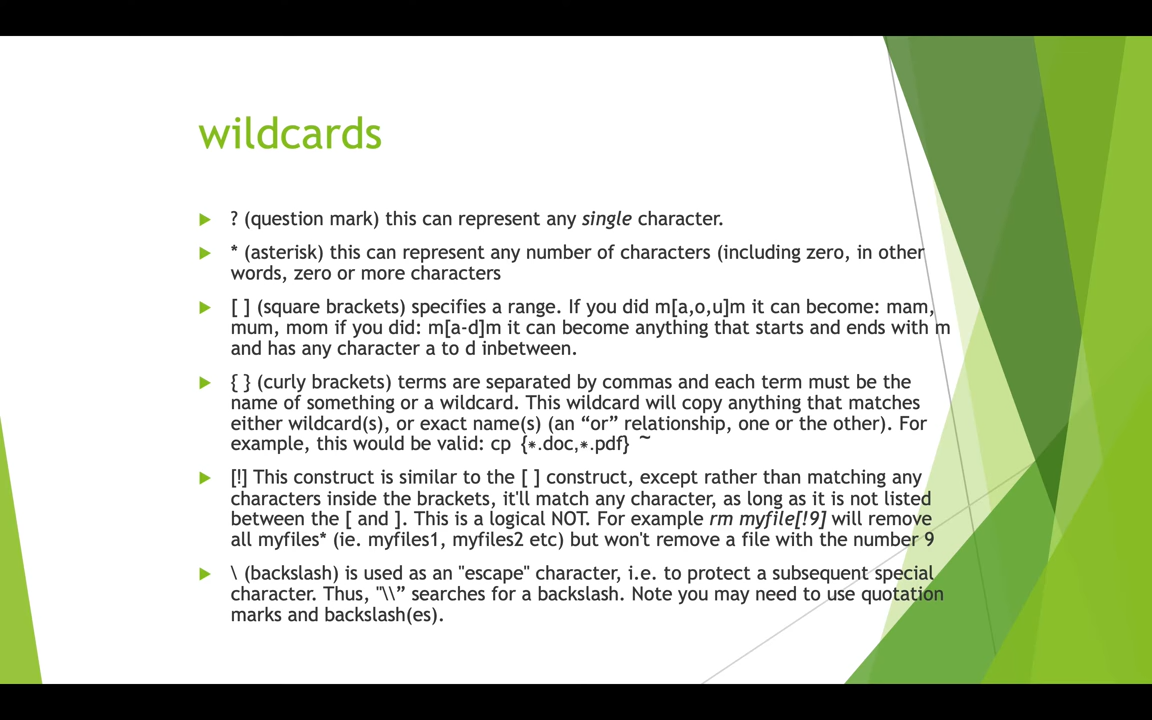 wildcards
? (question mark) this can represent any single character.
* (asterisk) this can represent any number of characters (including zero, in other
words, zero or more characters
[ ] (square brackets) specifies a range. If you did m[a,o,u]m it can become: mam,
mum, mom if you did: m[a-d]m it can become anything that starts and ends with m
and has any character a to d inbetween.
{ } (curly brackets) terms are separated by commas and each term must be the
name of something or a wildcard. This wildcard will copy anything that matches
either wildcard(s), or exact name(s) (an “or” relationship, one or the other). For
example, this would be valid: cp {*.doc,*.pdf} ~
[!] This construct is similar to the [ ] construct, except rather than matching any
characters inside the brackets, it'll match any character, as long as it is not listed
between the [ and ]. This is a logical NOT. For example rm myfile[!9] will remove
all myfiles* (ie. myfiles1, myfiles2 etc) but won't remove a file with the number 9
\ (backslash) is used as an "escape" character, i.e. to protect a subsequent special
character. Thus, "\\” searches for a backslash. Note you may need to use quotation
marks and backslash(es).